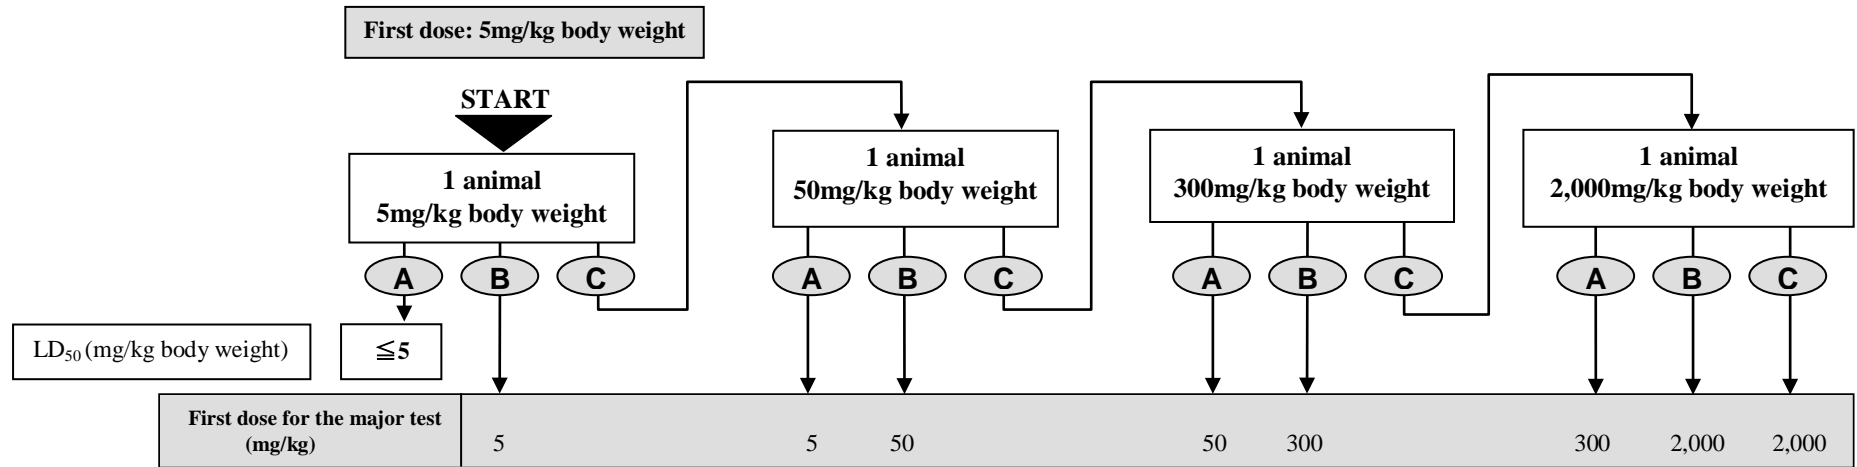 First dose: 5mg/kg body weight
START
1 animal
5mg/kg body weight
1 animal
50mg/kg body weight
1 animal
300mg/kg body weight
1 animal
2,000mg/kg body weight
A B C A B C A B C A B C
LD50 (mg/kg body weight) ≦5
First dose for the major test
(mg/kg) 5 5 50 50 300 300 2,000 2,000